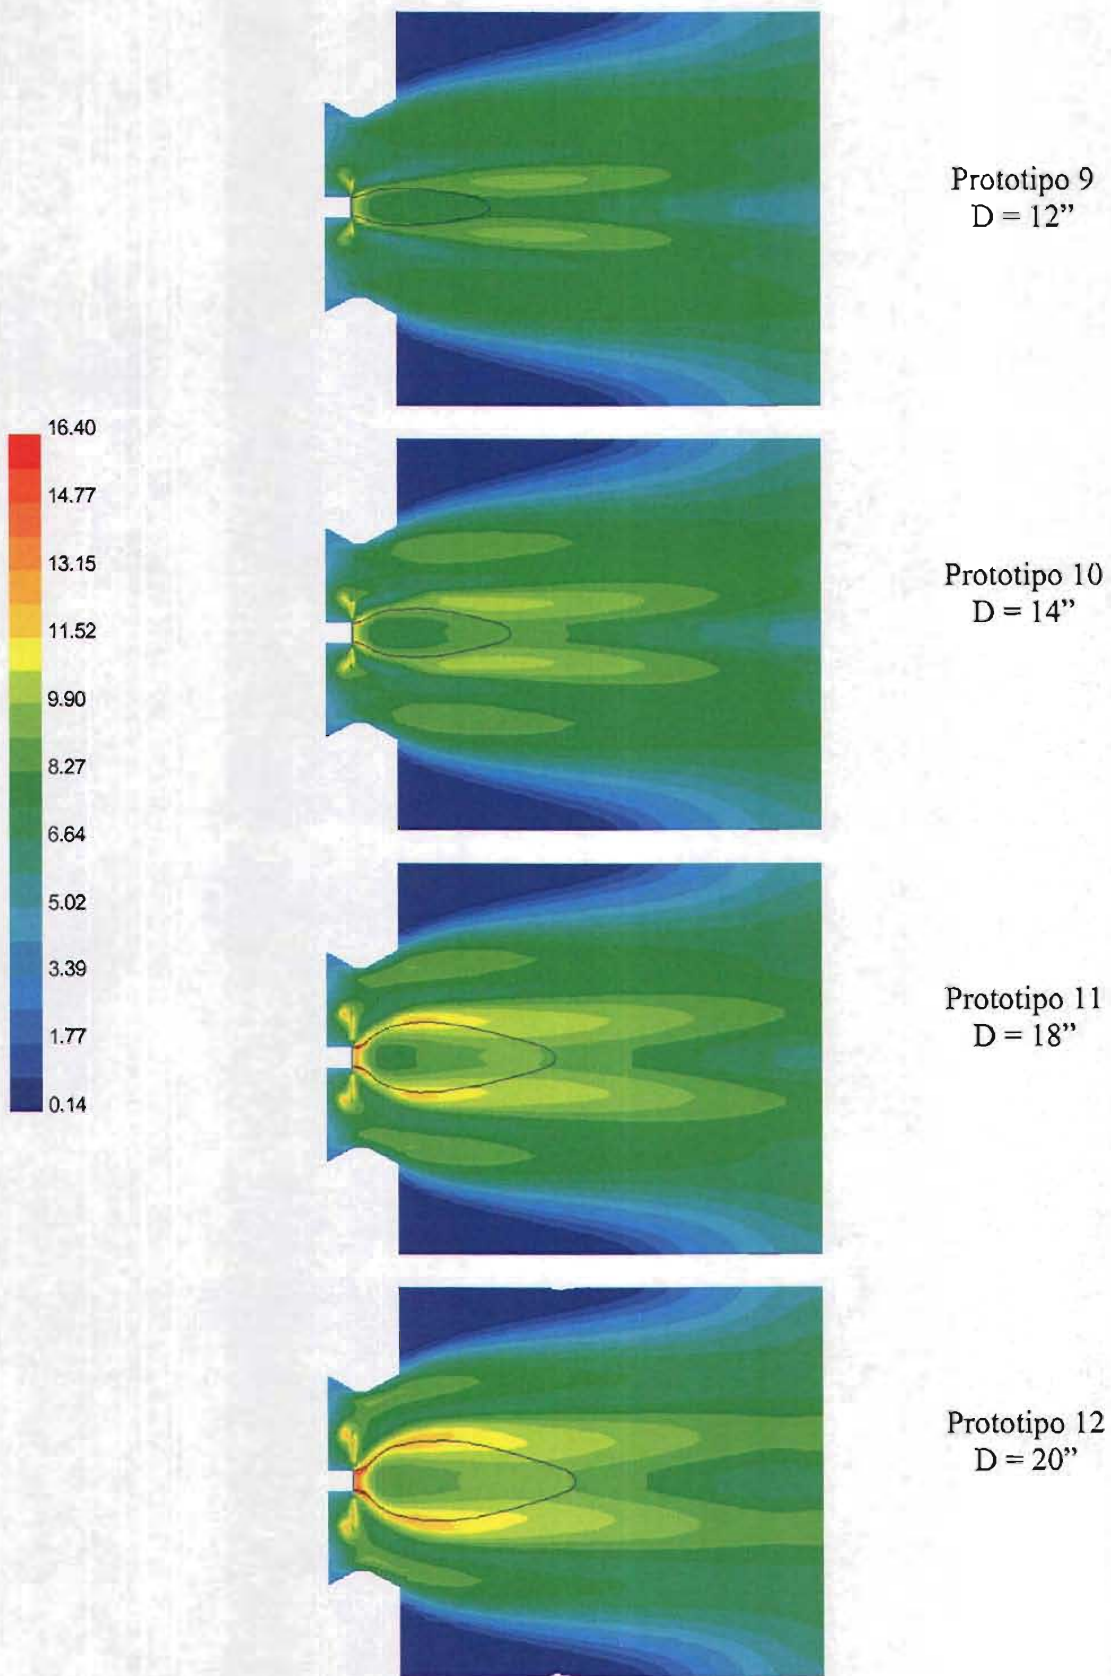 Prototipo 9
D = 12”
16.40
14.77
13.15
11.52
9.90
8.27
6.64
5.02
3.39
1.77
0.14
Prototipo 10
D = 14”
Prototipo 11
D = 18”
Prototipo 12
D = 20”